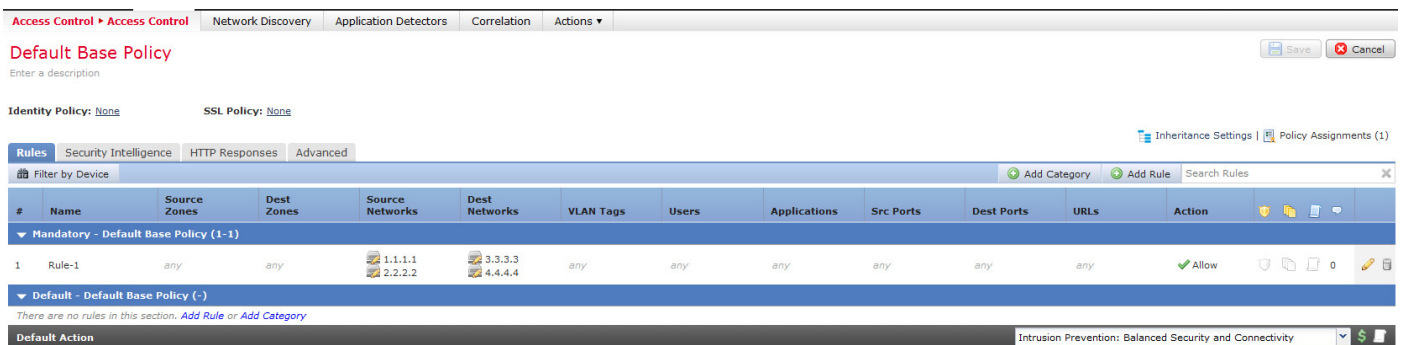 Access Control ▸ Access Control Network Discovery Application Detectors Correlation Actions ▾
Default Base Policy
Save Cancel
Enter a description
Identity Policy: None SSL Policy: None
Inheritance Settings | Policy Assignments (1)
Rules Security Intelligence HTTP Responses Advanced
Filter by Device Add Category Add Rule Search Rules
# Name Source Zones Dest Zones Source Networks Dest Networks VLAN Tags Users Applications Src Ports Dest Ports URLs Action
Mandatory - Default Base Policy (1-1)
1 Rule-1 any any 1.1.1.1 3.3.3.3 any any any any any any Allow 0
2.2.2.2 4.4.4.4
Default - Default Base Policy (-)
There are no rules in this section. Add Rule or Add Category
Default Action Intrusion Prevention: Balanced Security and Connectivity $